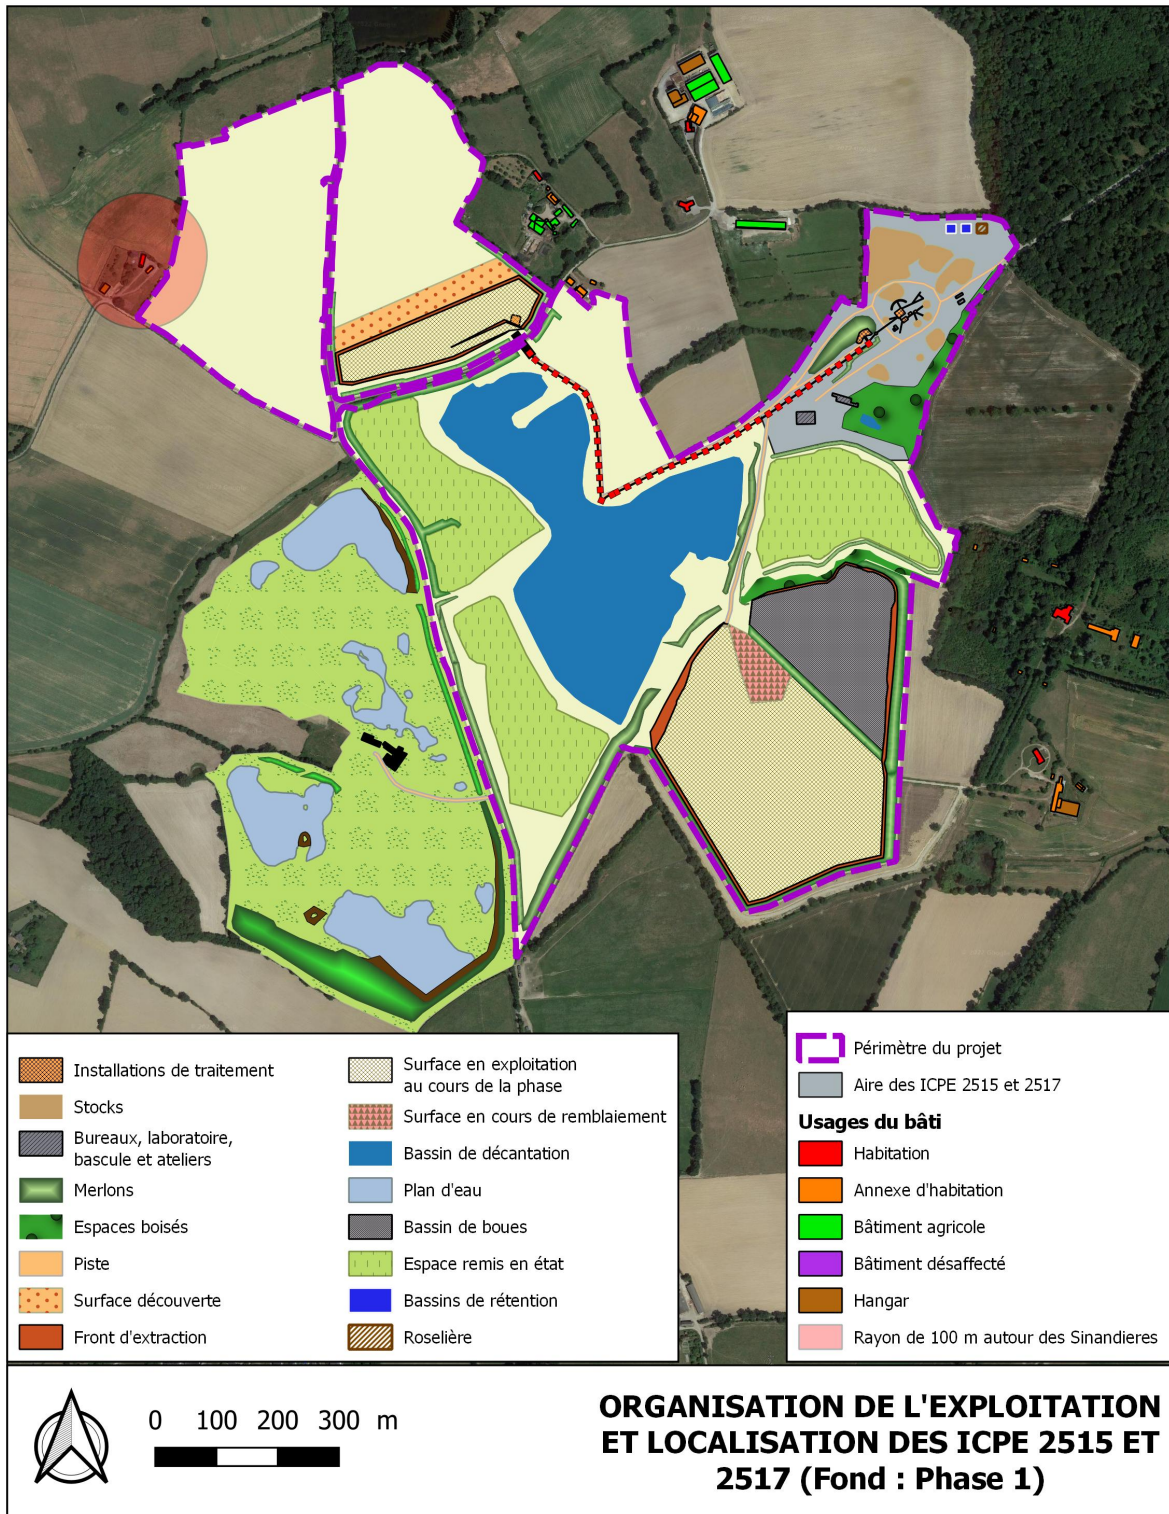 Installations de traitement
Stocks
Bureaux, laboratoire,
bascule et ateliers
Merlons
Espaces boisés
Piste
Surface découverte
Front d'extraction
Surface en exploitation
au cours de la phase
Surface en cours de remblaiement
Bassin de décantation
Plan d'eau
Bassin de boues
Espace remis en état
Bassins de rétention
Roselière
Périmètre du projet
Aire des ICPE 2515 et 2517
Usages du bâti
Habitation
Annexe d'habitation
Bâtiment agricole
Bâtiment désaffecté
Hangar
Rayon de 100 m autour des Sinandieres
0 100 200 300 m
ORGANISATION DE L'EXPLOITATION
ET LOCALISATION DES ICPE 2515 ET
2517 (Fond : Phase 1)